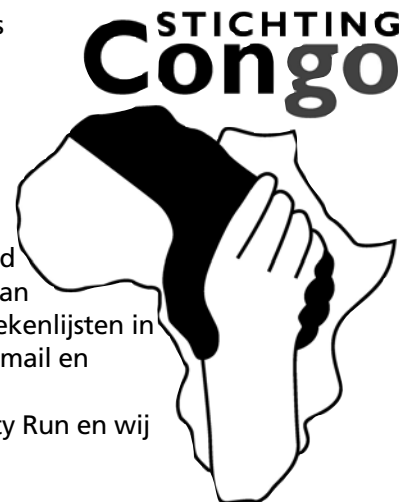 s
STICHTING
Congo
d
an
ekenlijsten in
mail en
ty Run en wij